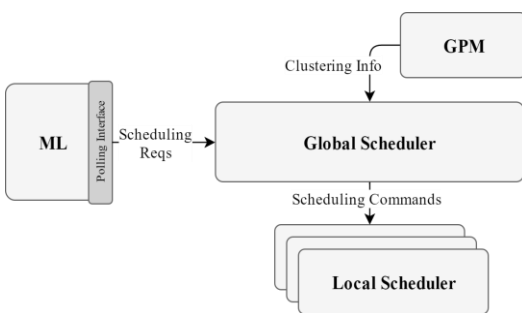 GPM
Clustering Info
ML
Polling Interface
Scheduling
Reqs
Global Scheduler
Scheduling Commands
Local Scheduler